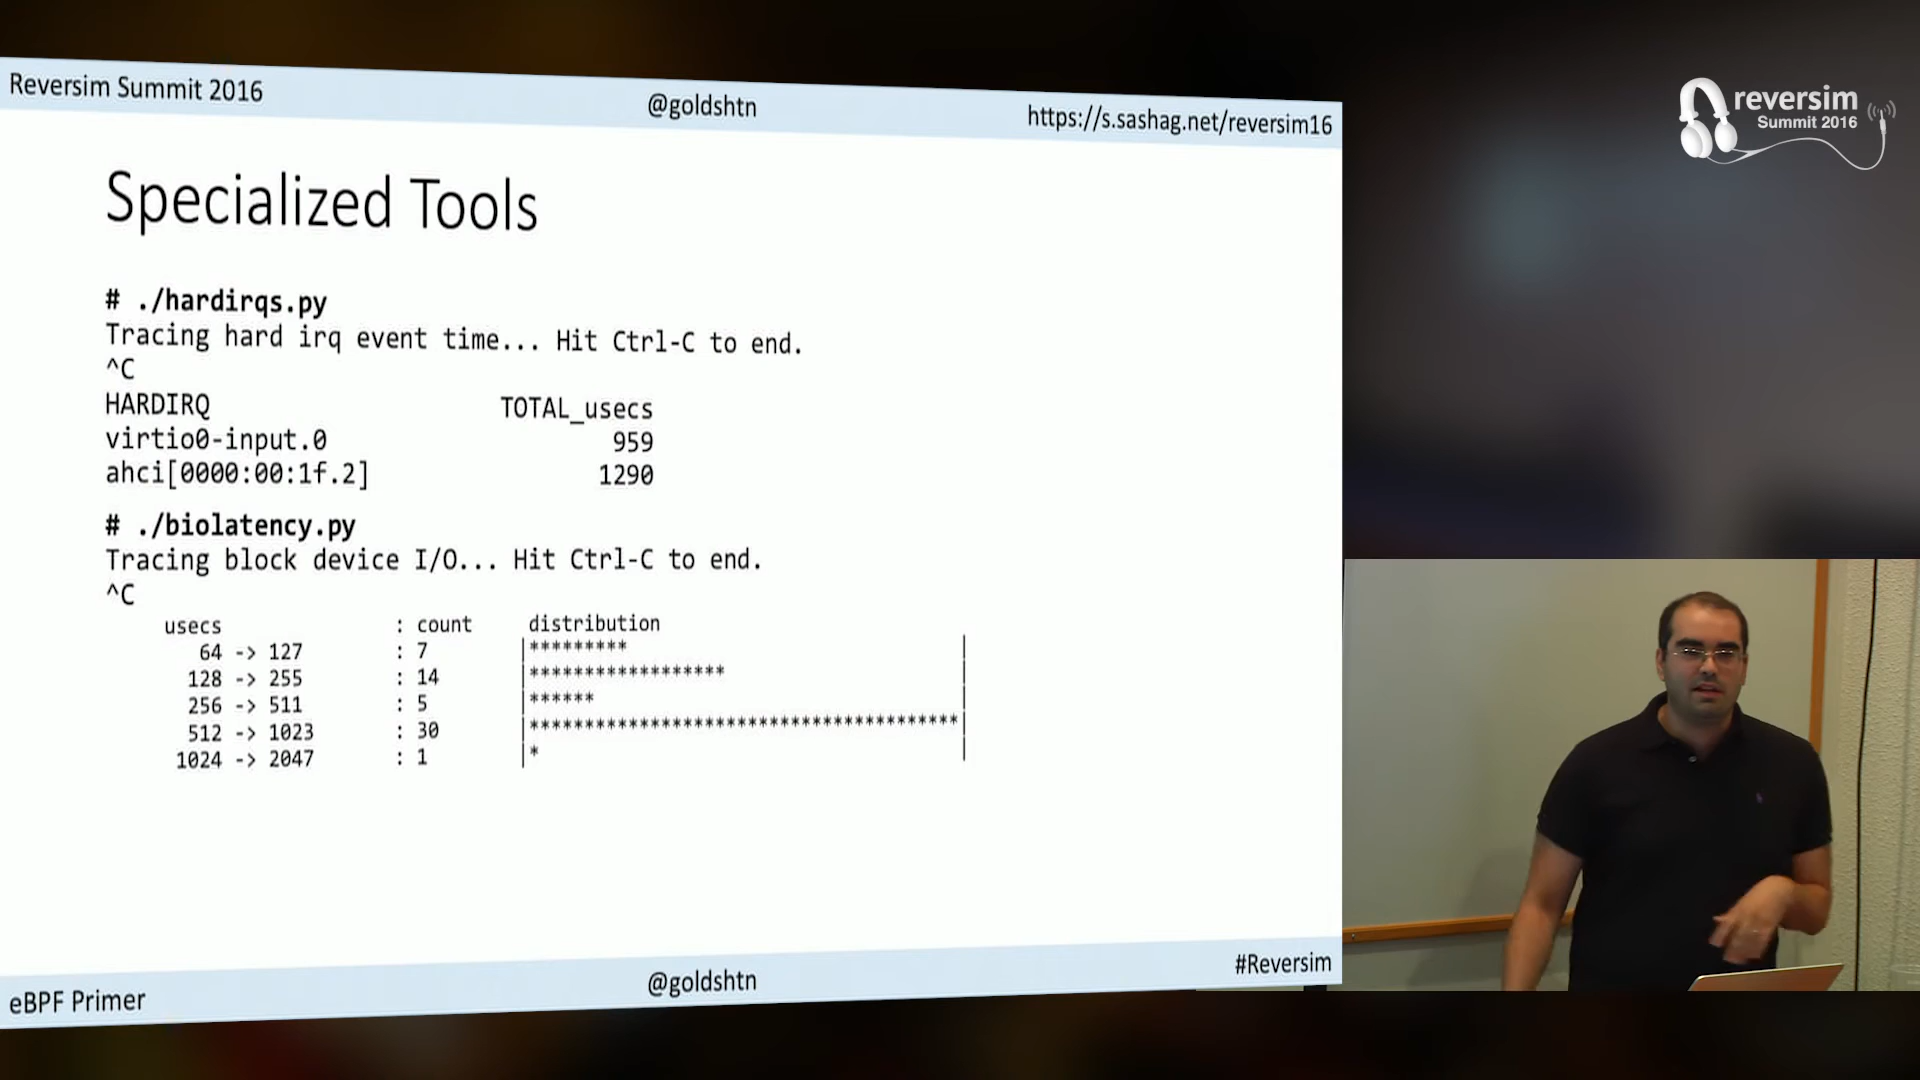 Reversim Summit 2016
@goldshtn
https://s.sashag.net/reversim16
reversim
Summit 2016
Specialized Tools
# ./hardirqs.py
Tracing hard irq event time... Hit Ctrl-C to end.
^C
HARDIRQ TOTAL_usecs
virtio0-input.0 959
ahci[0000:00:1f.2] 1290
# ./biolatency.py
Tracing block device I/O... Hit Ctrl-C to end.
^C
usecs : count distribution
64 -> 127 : 7 |********* |
128 -> 255 : 14 |****************** |
256 -> 511 : 5 |****** |
512 -> 1023 : 30 |****************************************|
1024 -> 2047 : 1 |* |
eBPF Primer
@goldshtn
#Reversim